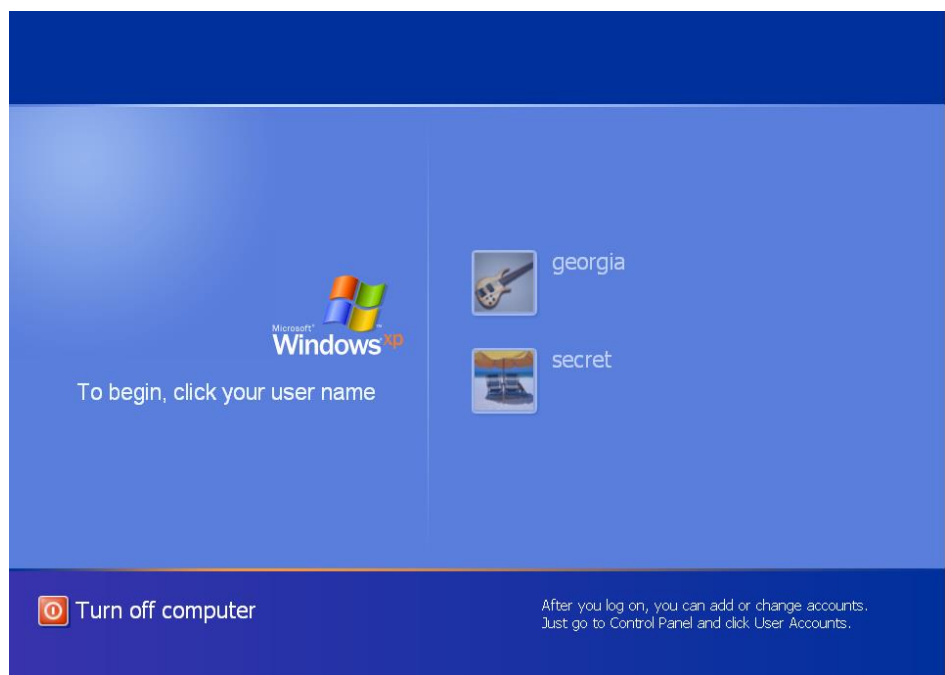 georgia
Microsoft®
Windows xp
secret
To begin, click your user name
Turn off computer
After you log on, you can add or change accounts.
Just go to Control Panel and click User Accounts.